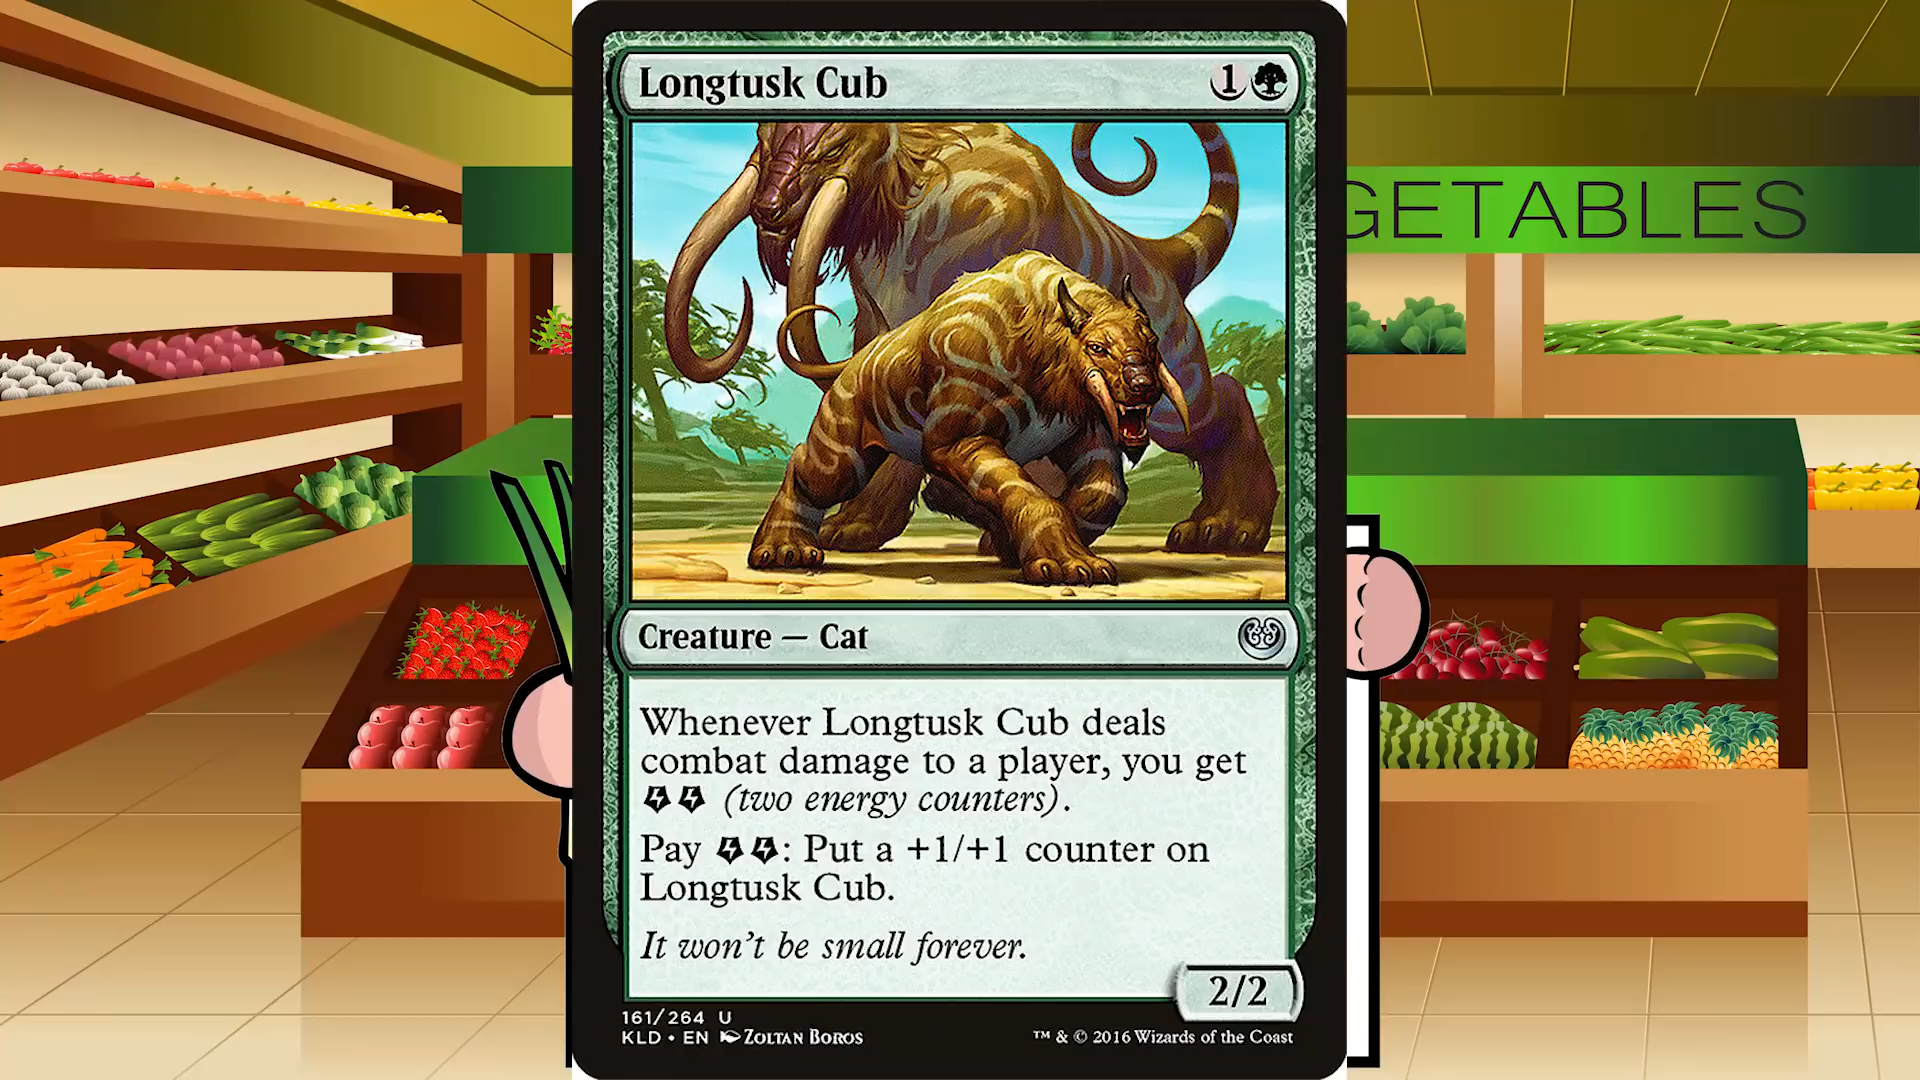 Longtusk Cub 1
GETABLES
Creature — Cat
Whenever Longtusk Cub deals
combat damage to a player, you get
(two energy counters).
Pay : Put a +1/+1 counter on
Longtusk Cub.
It won't be small forever.
2/2
161/264 U
KLD • EN Zoltan Boros
™ & © 2016 Wizards of the Coast